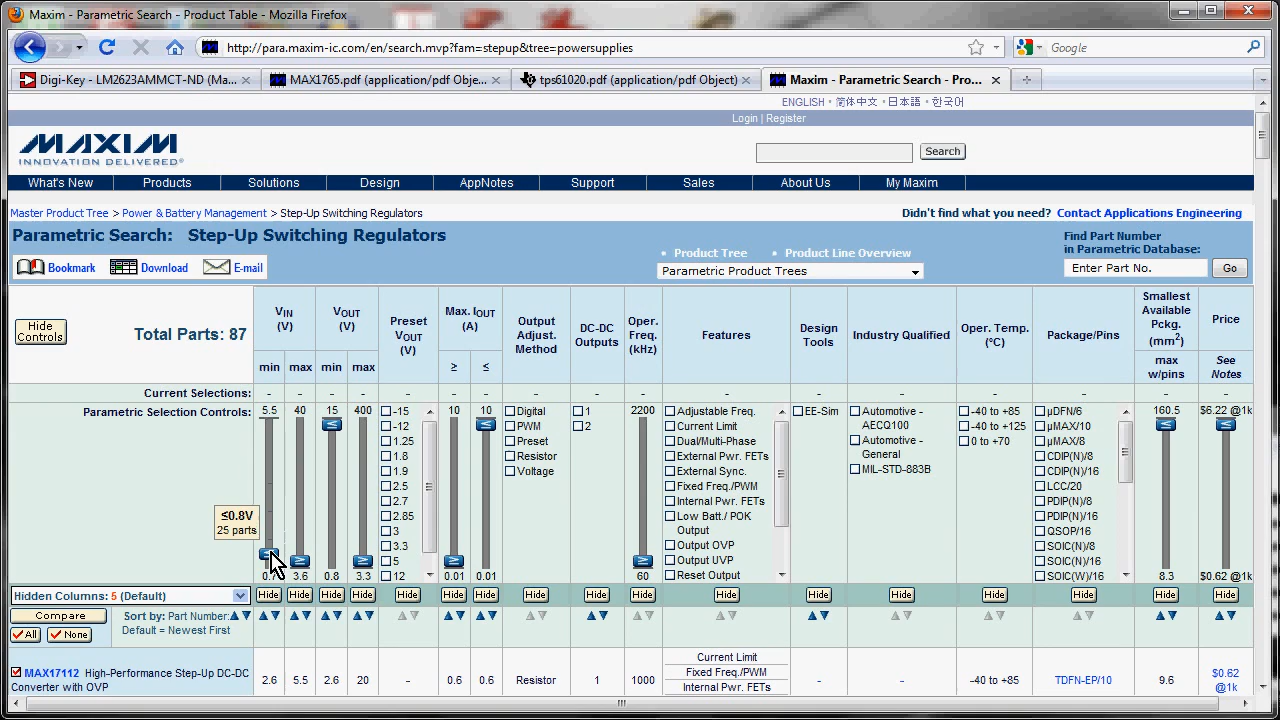 Maxim - Parametric Search - Product Table - Mozilla Firefox
http://para.maxim-ic.com/en/search.mvp?fam=stepup&tree=powersupplies
Google
Digi-Key - LM2623AMMCT-ND (Ma...
MAX1765.pdf (application/pdf Obje...
tps61020.pdf (application/pdf Object)
Maxim - Parametric Search - Pro...
ENGLISH • 简体中文 • 日本語 • 한국어
Login | Register
MAXIM
INNOVATION DELIVERED®
Search
What's New Products Solutions Design AppNotes Support Sales About Us My Maxim
Master Product Tree > Power & Battery Management > Step-Up Switching Regulators
Didn't find what you need? Contact Applications Engineering
Parametric Search: Step-Up Switching Regulators
Bookmark Download E-mail
• Product Tree • Product Line Overview
Parametric Product Trees
Find Part Number
in Parametric Database:
Enter Part No. Go
Hide
Controls
Total Parts: 87
VIN
(V)
min max
VOUT
(V)
min max
Preset
VOUT
(V)
Max. IOUT
(A)
≥ ≤
Output
Adjust.
Method
DC-DC
Outputs
Oper.
Freq.
(kHz)
Features
Design
Tools
Industry Qualified
Oper. Temp.
(°C)
Package/Pins
Smallest
Available
Pckg.
(mm2)
max
w/pins
Price
See
Notes
Current Selections: - - - - - - - - - - - - - - - - -
Parametric Selection Controls:
5.5 40 15 400
-15
-12
1.25
1.8
1.9
2.5
2.7
2.85
3
3.3
5
12
10 10
Digital
PWM
Preset
Resistor
Voltage
1
2
2200
Adjustable Freq.
Current Limit
Dual/Multi-Phase
External Pwr. FETs
External Sync.
Fixed Freq./PWM
Internal Pwr. FETs
Low Batt./ POK
Output
Output OVP
Output UVP
Reset Output
EE-Sim
Automotive -
AECQ100
Automotive -
General
MIL-STD-883B
-40 to +85
-40 to +125
0 to +70
µDFN/6
µMAX/10
µMAX/8
CDIP(N)/8
CDIP(N)/16
LCC/20
PDIP(N)/8
PDIP(N)/16
QSOP/16
SOIC(N)/8
SOIC(N)/16
SOIC(W)/16
160.5 $6.22 @1k
≤0.8V
25 parts
3.6 0.8 3.3 0.01 0.01 60 8.3 $0.62 @1k
Hidden Columns: 5 (Default)
Hide Hide Hide Hide Hide Hide Hide Hide Hide Hide Hide Hide Hide Hide Hide Hide Hide
Compare
All None
Sort by: Part Number:
Default = Newest First
MAX17112 High-Performance Step-Up DC-DC
Converter with OVP
2.6 5.5 2.6 20 - 0.6 0.6 Resistor 1 1000
Current Limit
Fixed Freq./PWM
Internal Pwr. FETs
- - -40 to +85 TDFN-EP/10 9.6
$0.62
@1k